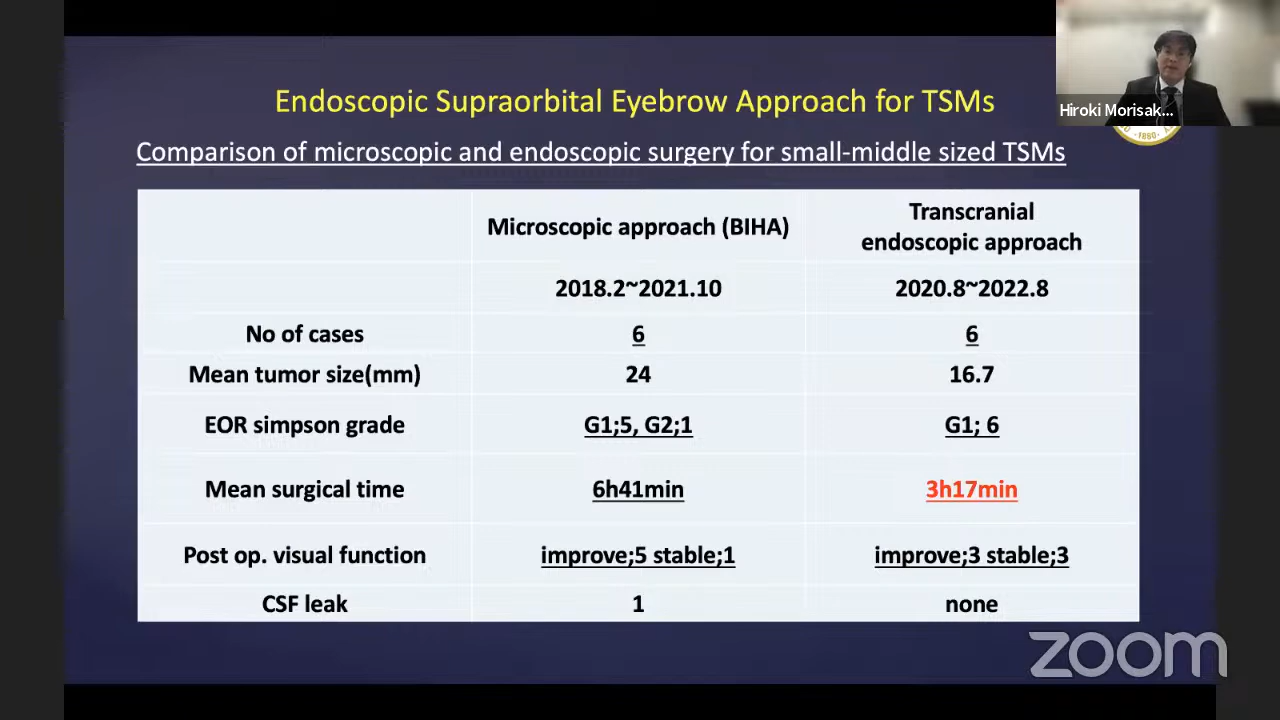 Endoscopic Supraorbital Eyebrow Approach for TSMs
Hiroki Morisak...
1860
Comparison of microscopic and endoscopic surgery for small-middle sized TSMs
Microscopic approach (BIHA)
Transcranial
endoscopic approach
2018.2~2021.10
2020.8~2022.8
No of cases
6
6
Mean tumor size(mm)
24
16.7
EOR simpson grade
G1;5, G2;1
G1; 6
Mean surgical time
6h41min
3h17min
Post op. visual function
improve;5 stable;1
improve;3 stable;3
CSF leak
1
none
zoom